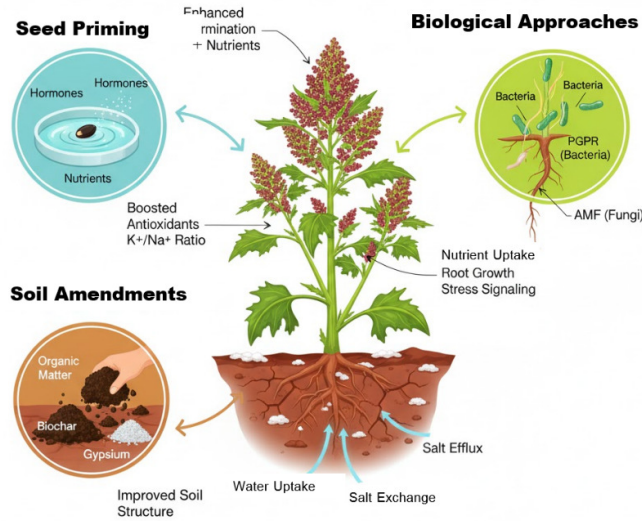 Seed Priming
Hormones
Hormones
Nutrients
Enhanced
rmination
+ Nutrients
Biological Approaches
Bacteria
Bacteria
PGPR
(Bacteria)
AMF (Fungi)
Boosted
Antioxidants
K+/Na+ Ratio
Nutrient Uptake
Root Growth
Stress Signaling
Soil Amendments
Organic
Matter
Biochar
Gypsium
Improved Soil
Structure
Water Uptake
Salt Exchange
Salt Efflux